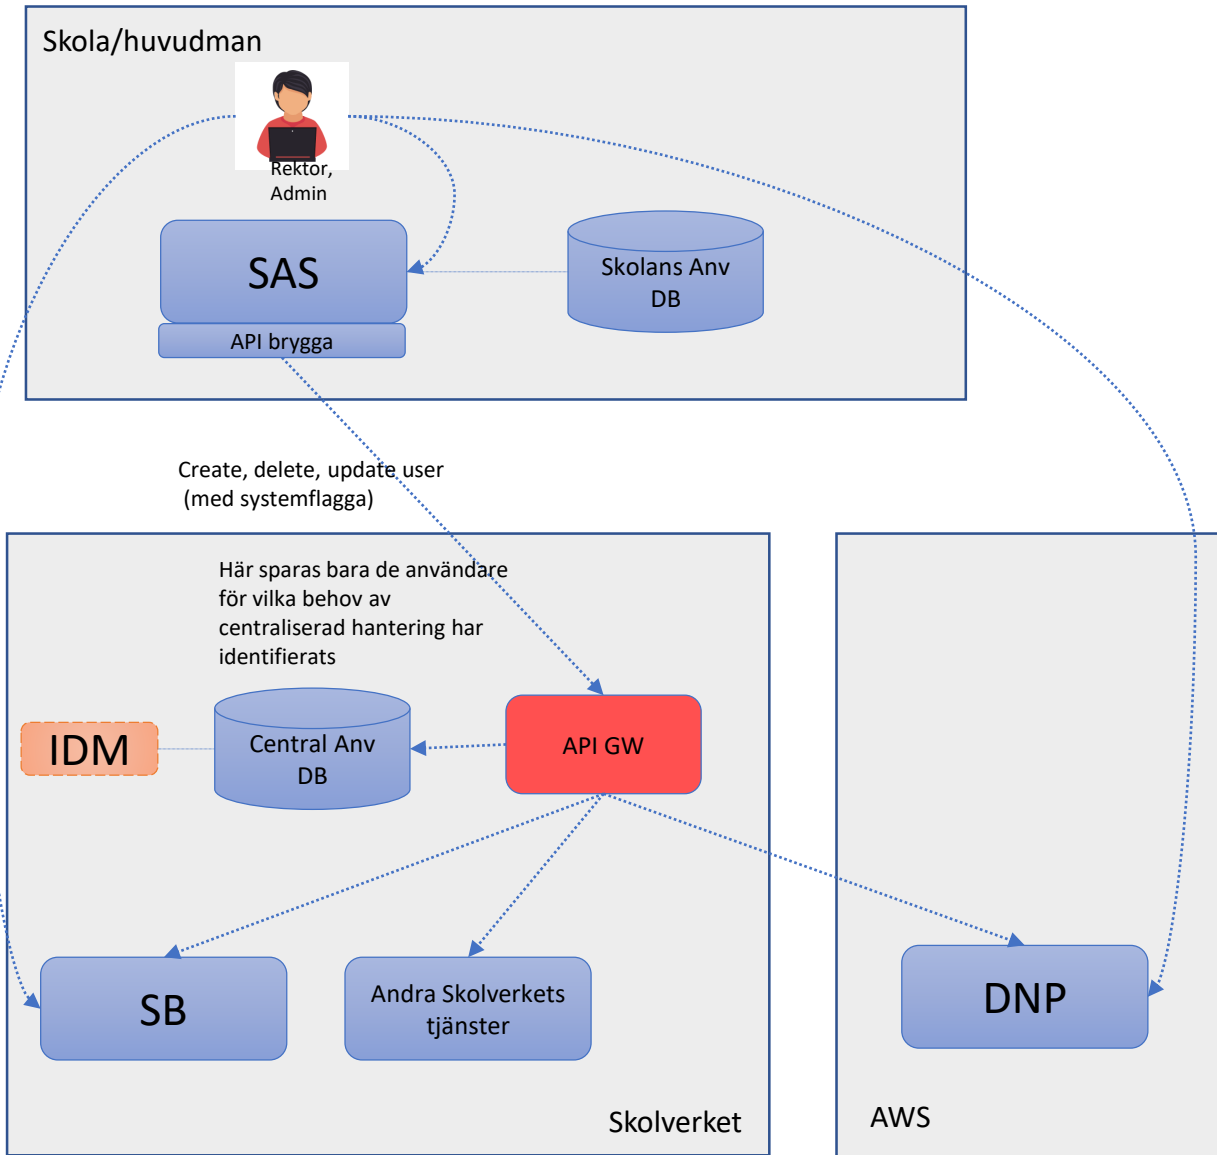 Skola/huvudman
Rektor,
Admin
SAS
API brygga
Skolans Anv
DB
Create, delete, update user
(med systemflagga)
Här sparas bara de användare
för vilka behov av
centraliserad hantering har
identifierats
IDM
Central Anv
DB
API GW
SB
Andra Skolverkets
tjänster
DNP
Skolverket
AWS